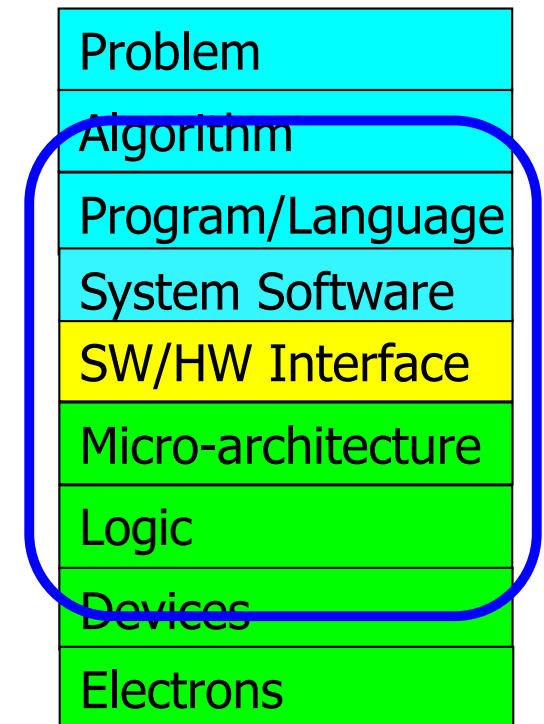 Problem
Algorithm
Program/Language
System Software
SW/HW Interface
Micro-architecture
Logic
Devices
Electrons